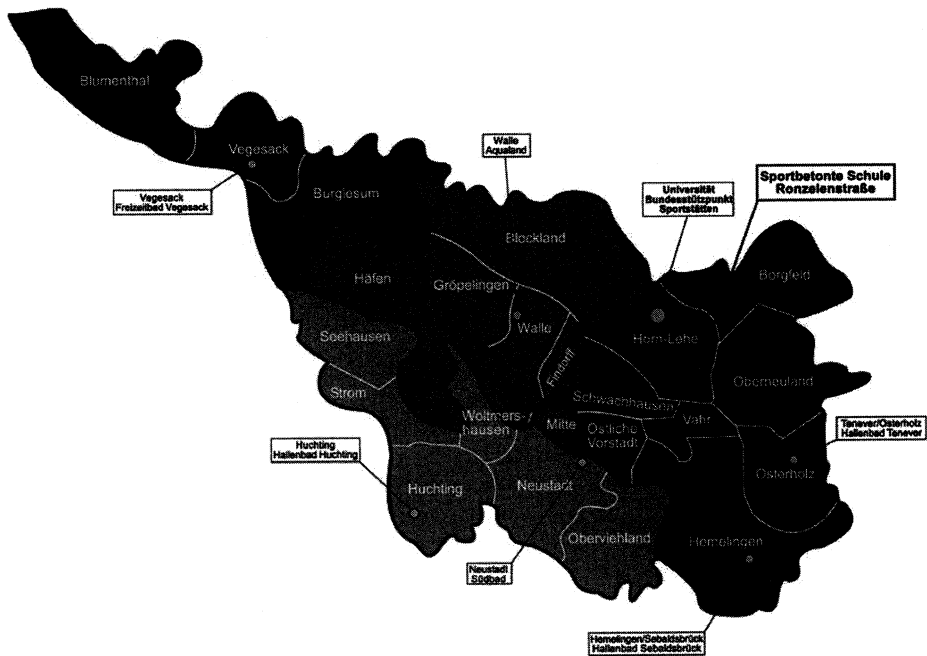 Blumenthal
Vegesack
Vegesack
Freizeitbad Vegesack
Burglesum
Walle
Aqualand
Universität
Bundesstützpunkt
Sportstätten
Sportbetonte Schule
Ronzelenstraße
Blockland
Borgfeld
Häfen
Gröpelingen
Walle
Horn-Lehe
Seehausen
Findorff
Oberneuland
Strom
Schwachhausen
Woltmers-
hausen
Mitte
Östliche
Vorstadt
Vahr
Tenever/Osterholz
Hallenbad Tenever
Huchting
Hallenbad Huchting
Huchting
Neustadt
Osterholz
Obervieland
Hemelingen
Neustadt
Südbad
Hemelingen/Sebaldsbrück
Hallenbad Sebaldsbrück